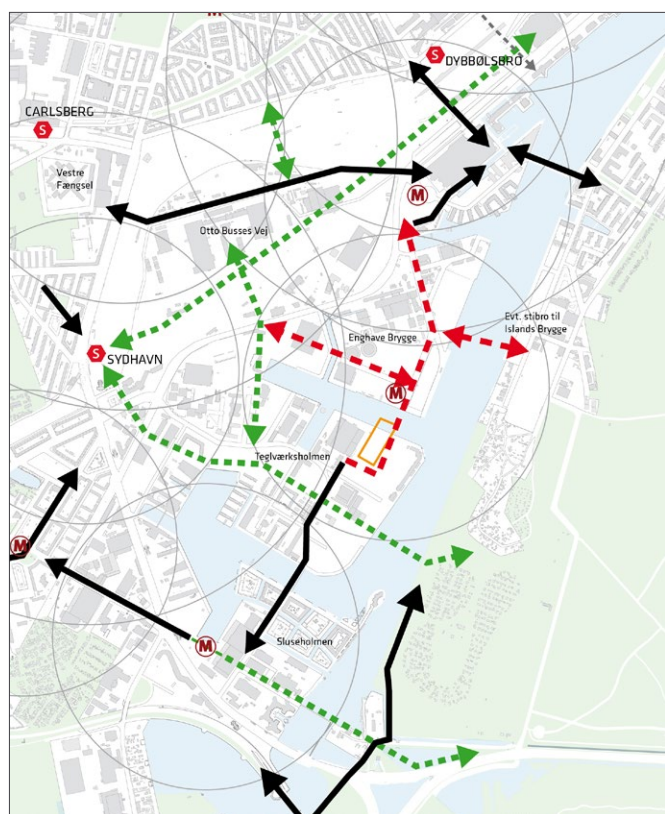 M
S DYBBØLSBRO
CARLSBERG
S
Vestre
Fængsel
M
Otto Busses Vej
Evt. stibro til
Islands Brygge
Enghave Brygge
S
SYDHAVN
M
Teglværksholmen
M
Sluseholmen
M